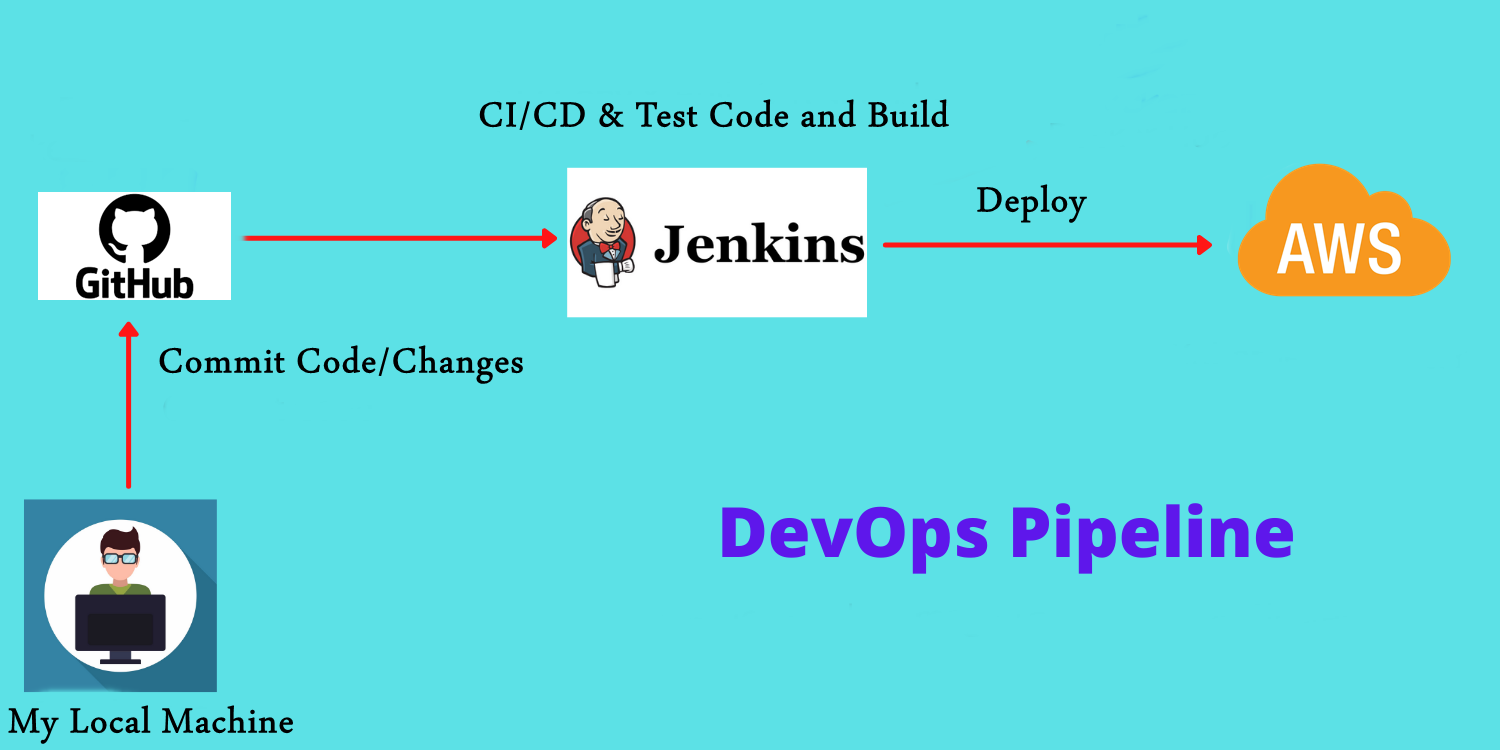 CI/CD & Test Code and Build
GitHub
Jenkins
Deploy
AWS
Commit Code/Changes
DevOps Pipeline
My Local Machine